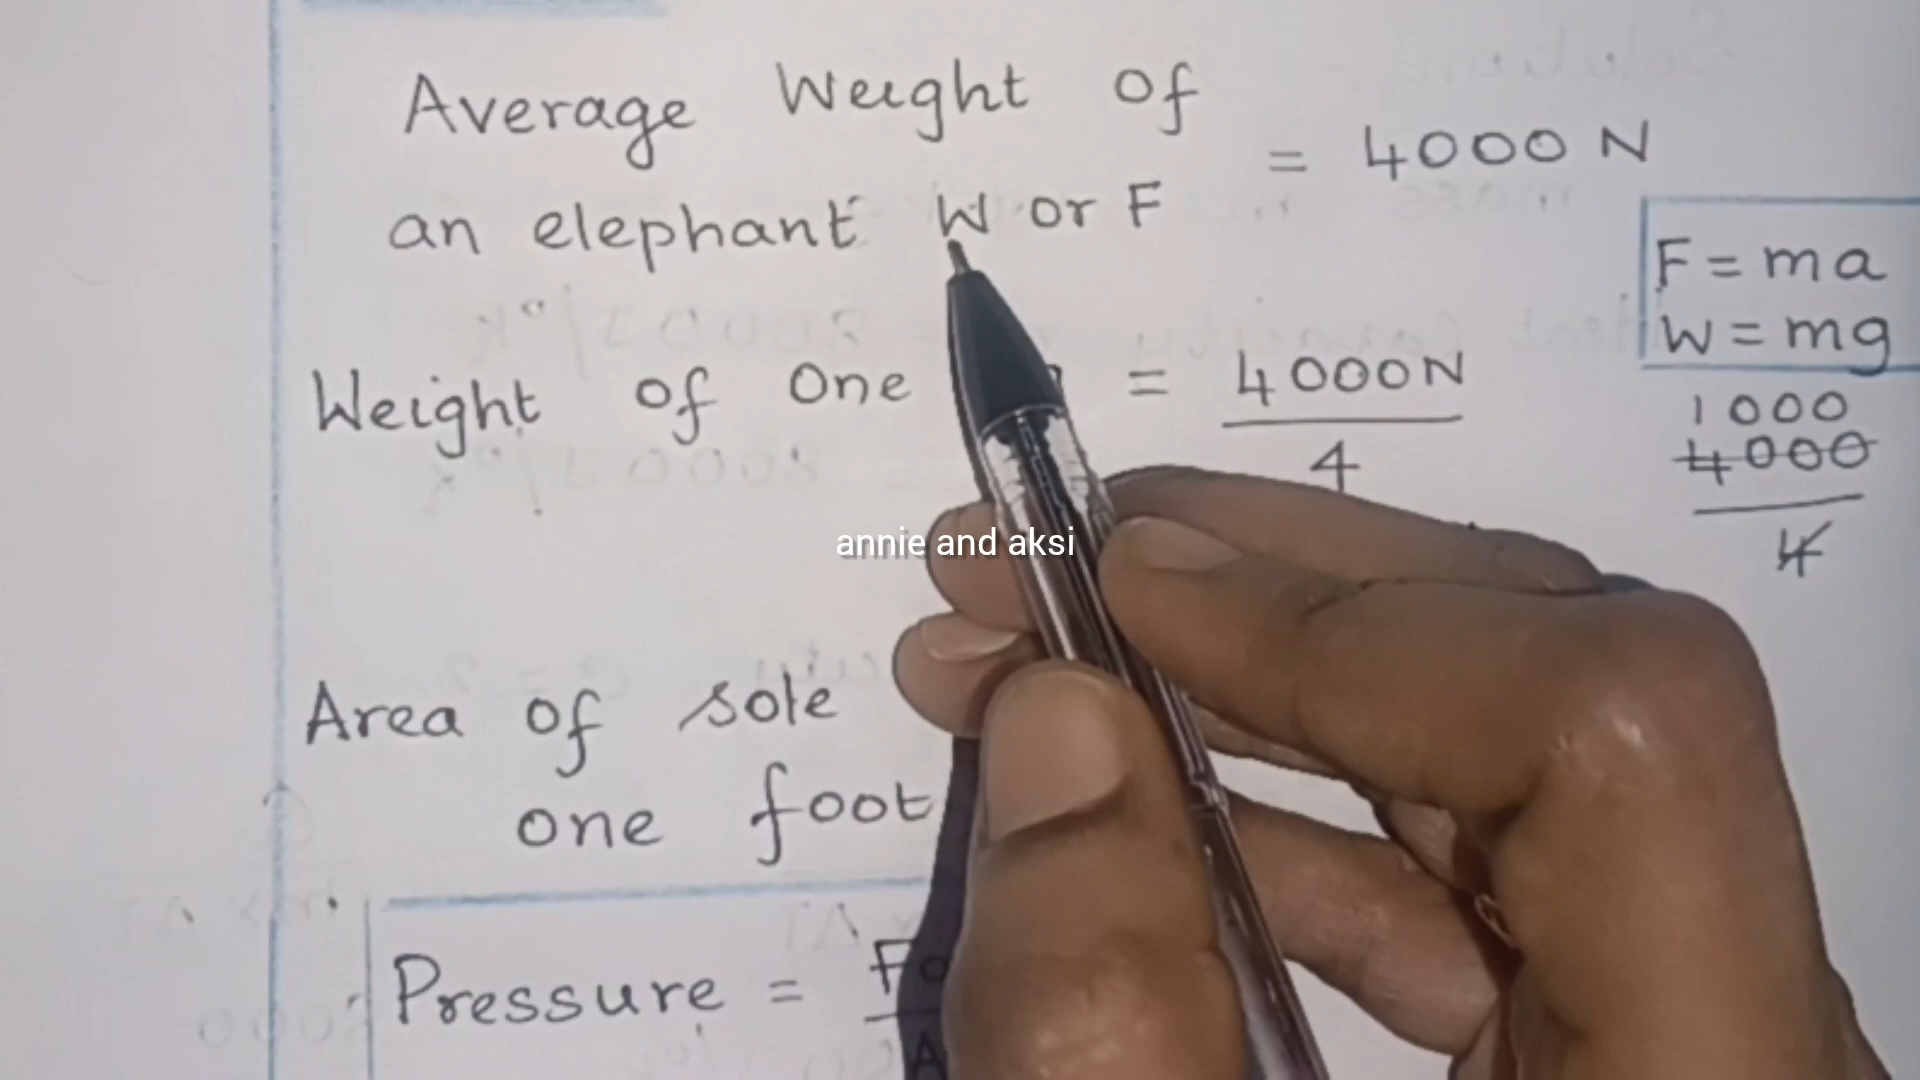 Average Weight of
an elephant W or F = 4000 N
F = ma
W = mg
Weight of One = 4000N
4
1000
4000
4
annie and aksi
Area of sole
one foot
Pressure =